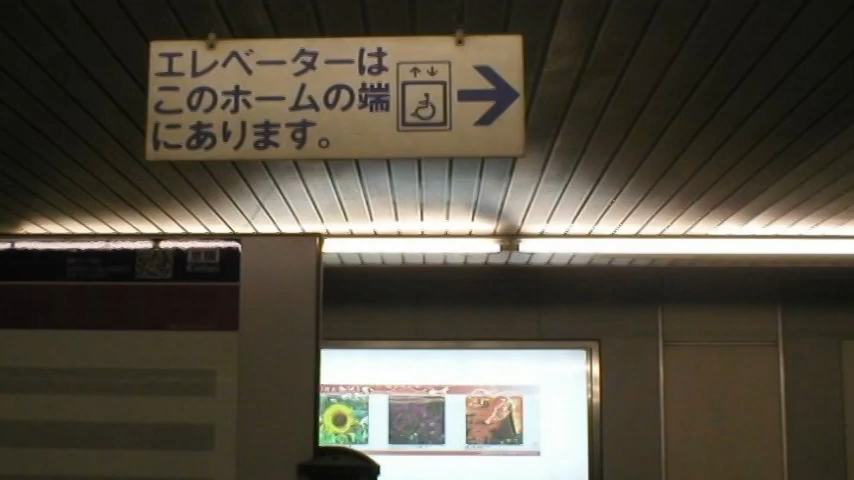 エレベーターは
このホームの端
にあります。